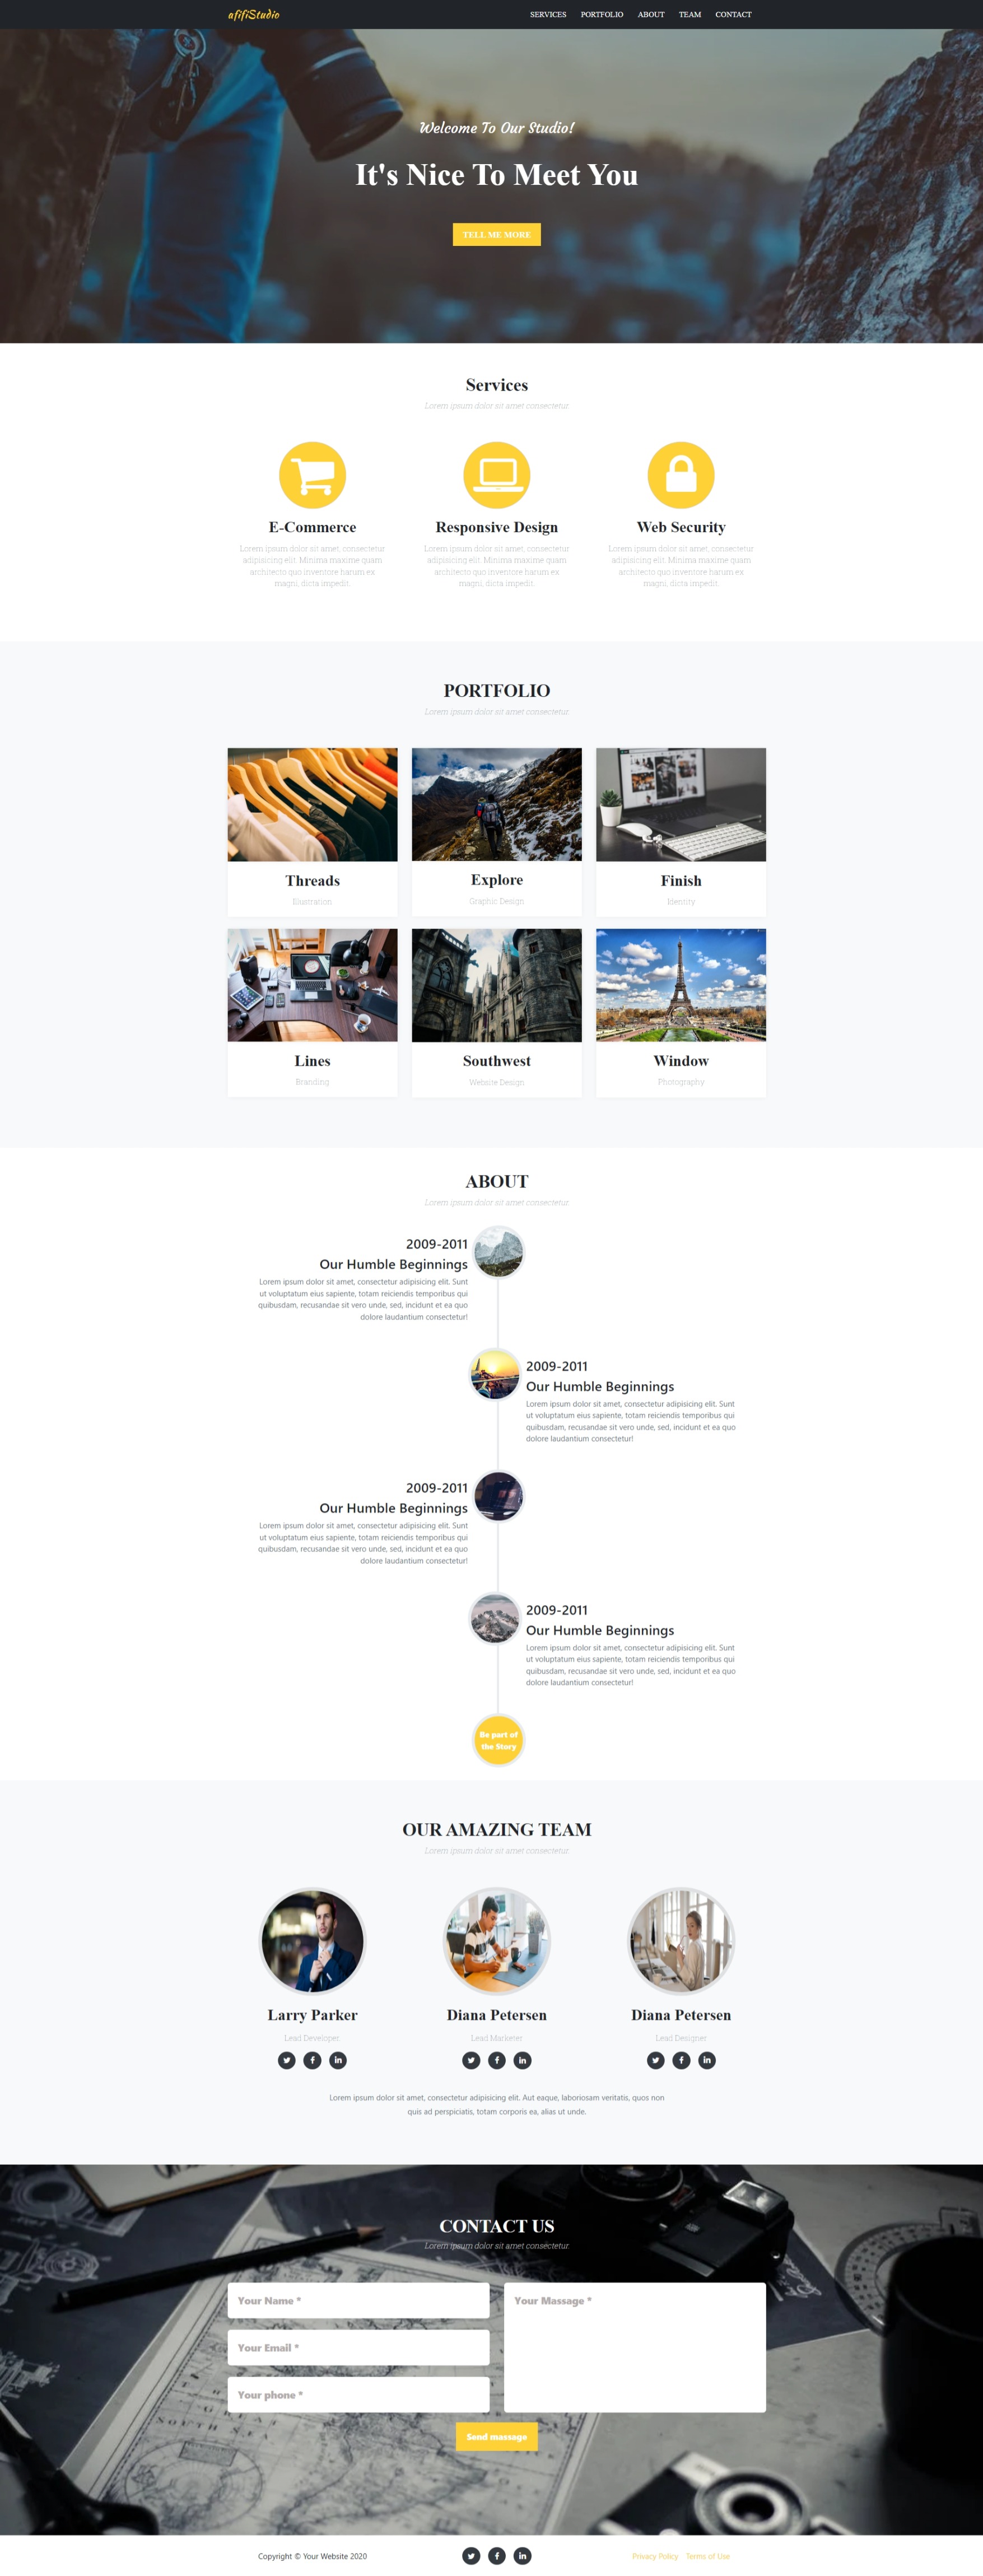 afifiStudio
SERVICES PORTFOLIO ABOUT TEAM CONTACT
Welcome To Our Studio!
It's Nice To Meet You
TELL ME MORE
Services
Lorem ipsum dolor sit amet consectetur.
E-Commerce
Lorem ipsum dolor sit amet, consectetur
adipisicing elit. Minima maxime quam
architecto quo inventore harum ex
magni, dicta impedit.
Responsive Design
Lorem ipsum dolor sit amet, consectetur
adipisicing elit. Minima maxime quam
architecto quo inventore harum ex
magni, dicta impedit.
Web Security
Lorem ipsum dolor sit amet, consectetur
adipisicing elit. Minima maxime quam
architecto quo inventore harum ex
magni, dicta impedit.
PORTFOLIO
Lorem ipsum dolor sit amet consectetur.
Threads
Illustration
Explore
Graphic Design
Finish
Identity
Lines
Branding
Southwest
Website Design
Window
Photography
ABOUT
Lorem ipsum dolor sit amet consectetur.
2009-2011
Our Humble Beginnings
Lorem ipsum dolor sit amet, consectetur adipisicing elit. Sunt
ut voluptatum eius sapiente, totam reiciendis temporibus qui
quibusdam, recusandae sit vero unde, sed, incidunt et ea quo
dolore laudantium consectetur!
2009-2011
Our Humble Beginnings
Lorem ipsum dolor sit amet, consectetur adipisicing elit. Sunt
ut voluptatum eius sapiente, totam reiciendis temporibus qui
quibusdam, recusandae sit vero unde, sed, incidunt et ea quo
dolore laudantium consectetur!
2009-2011
Our Humble Beginnings
Lorem ipsum dolor sit amet, consectetur adipisicing elit. Sunt
ut voluptatum eius sapiente, totam reiciendis temporibus qui
quibusdam, recusandae sit vero unde, sed, incidunt et ea quo
dolore laudantium consectetur!
2009-2011
Our Humble Beginnings
Lorem ipsum dolor sit amet, consectetur adipisicing elit. Sunt
ut voluptatum eius sapiente, totam reiciendis temporibus qui
quibusdam, recusandae sit vero unde, sed, incidunt et ea quo
dolore laudantium consectetur!
Be part of
the Story
OUR AMAZING TEAM
Lorem ipsum dolor sit amet consectetur.
Larry Parker
Lead Developer
Diana Petersen
Lead Marketer
Diana Petersen
Lead Designer
Lorem ipsum dolor sit amet, consectetur adipisicing elit. Aut eaque, laboriosam veritatis, quos non
quis ad perspiciatis, totam corporis ea, alias ut unde.
CONTACT US
Lorem ipsum dolor sit amet consectetur.
Your Name *
Your Email *
Your phone *
Your Massage *
Send massage
Copyright © Your Website 2020
Privacy Policy Terms of Use